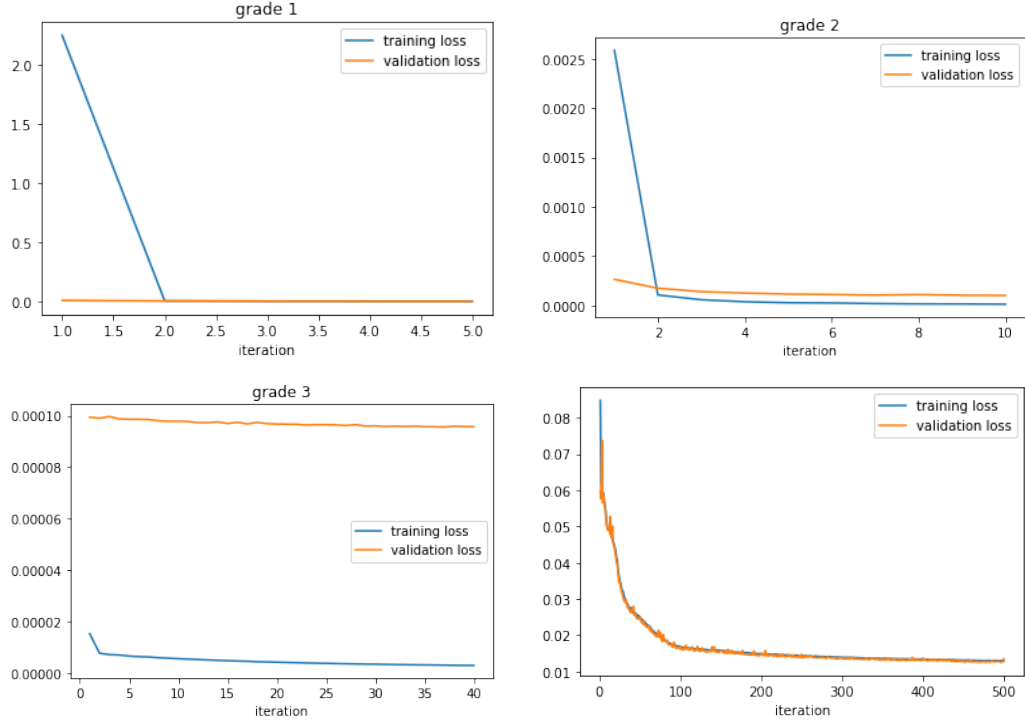 grade 1
training loss
validation loss
2.0
1.5
1.0
0.5
0.0
1.0 1.5 2.0 2.5 3.0 3.5 4.0 4.5 5.0
iteration
grade 2
training loss
validation loss
0.0025
0.0020
0.0015
0.0010
0.0005
0.0000
2 4 6 8 10
iteration
grade 3
0.00010
0.00008
0.00006
0.00004
0.00002
0.00000
training loss
validation loss
0 5 10 15 20 25 30 35 40
iteration
training loss
validation loss
0.08
0.07
0.06
0.05
0.04
0.03
0.02
0.01
0 100 200 300 400 500
iteration